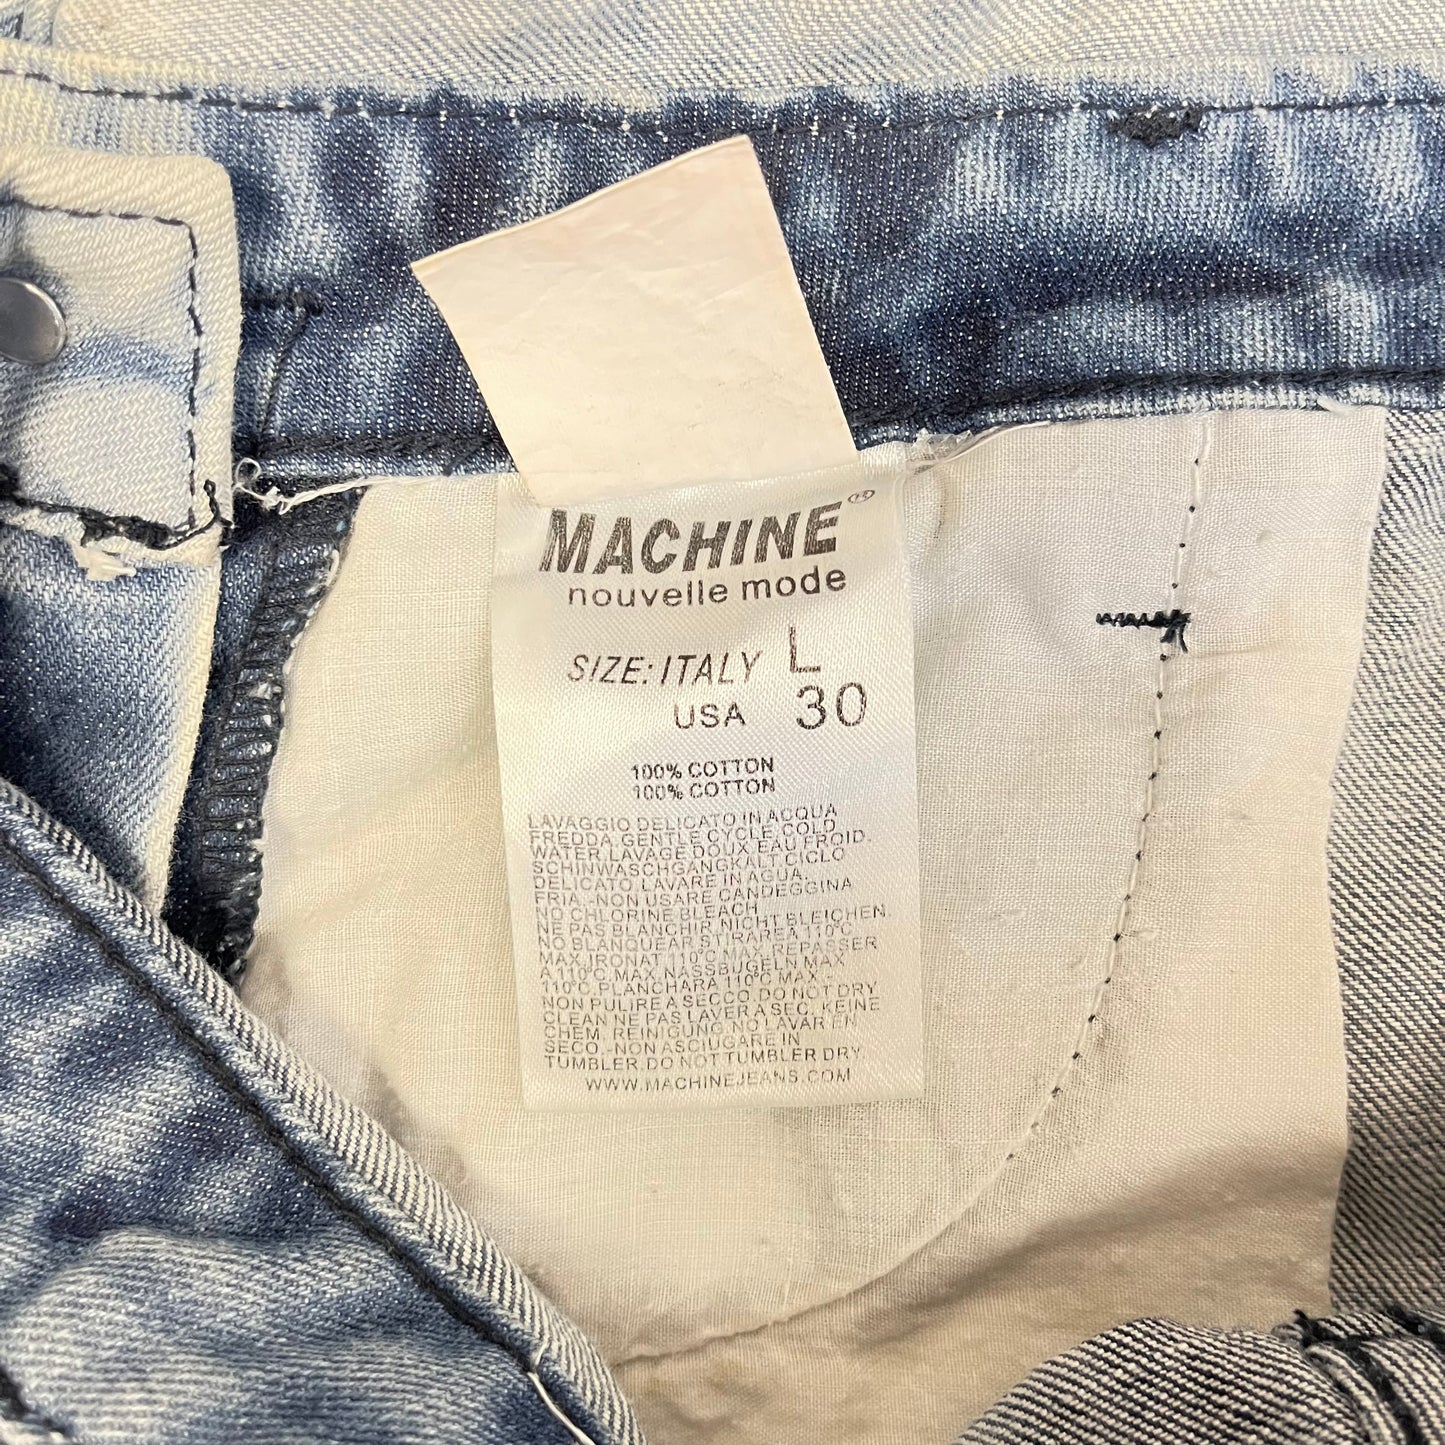 MACHINE®
nouvelle mode
SIZE: ITALY L
USA 30
100% COTTON
100% COTTON
LAVAGGIO DELICATO IN ACQUA
FREDDA. GENTLE CYCLE. COLD
WATER. LAVAGE DOUX EAU FROID.
SCHINWASCHGANGKALT. CICLO
DELICATO. LAVARE IN AGUA.
FRIA.-NON USARE CANDEGGINA
NO CHLORINE BLEACH
NE PAS BLANCHIR. NICHT BLEICHEN.
NO BLANQUEAR STIRAREA 110°C
MAX. IRONAT 110°C MAX. REPASSER
A 110°C. MAX. NASSBUGELN MAX
110°C. PLANCHARA 110°C MAX -
NON PULIRE A SECCO. DO NOT DRY
CLEAN NE PAS LAVER A SEC. KEINE
CHEM. REINIGUNG. NO LAVAR EN
SECO.-NON ASCIUGARE IN
TUMBLER. DO NOT TUMBLER DRY.
WWW.MACHINEJEANS.COM